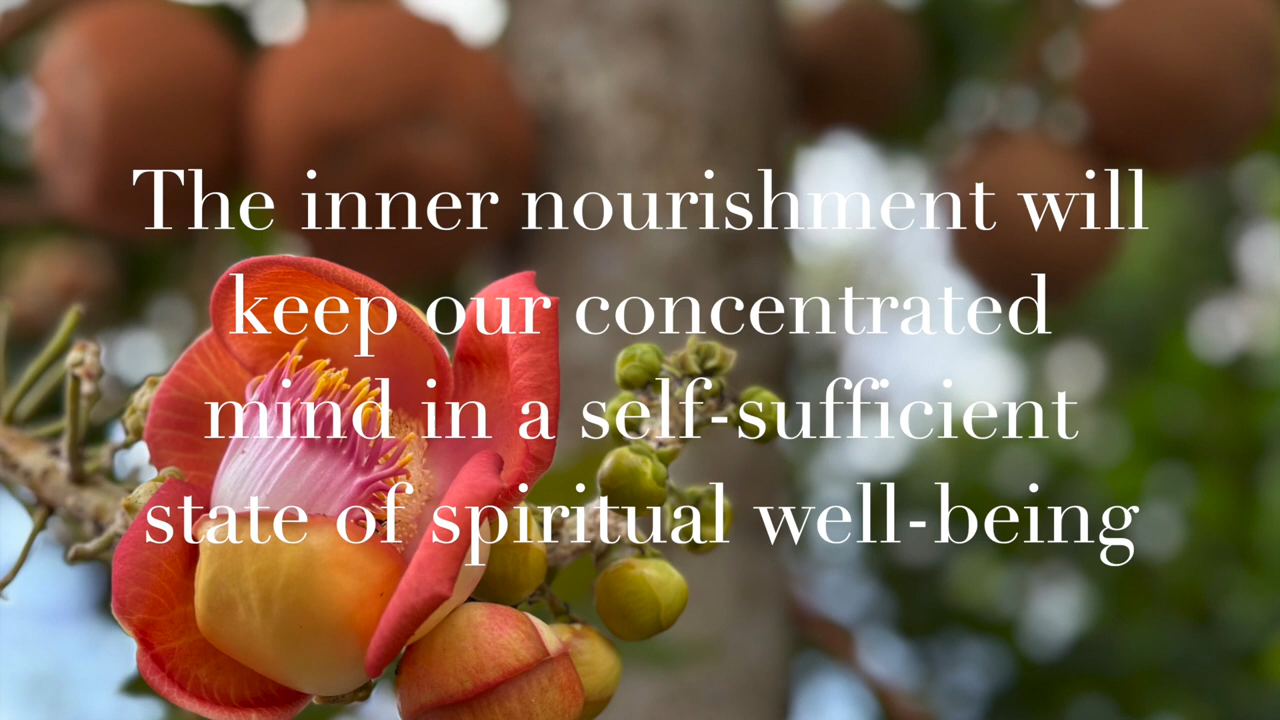 The inner nourishment will
keep our concentrated
mind in a self-sufficient
state of spiritual well-being